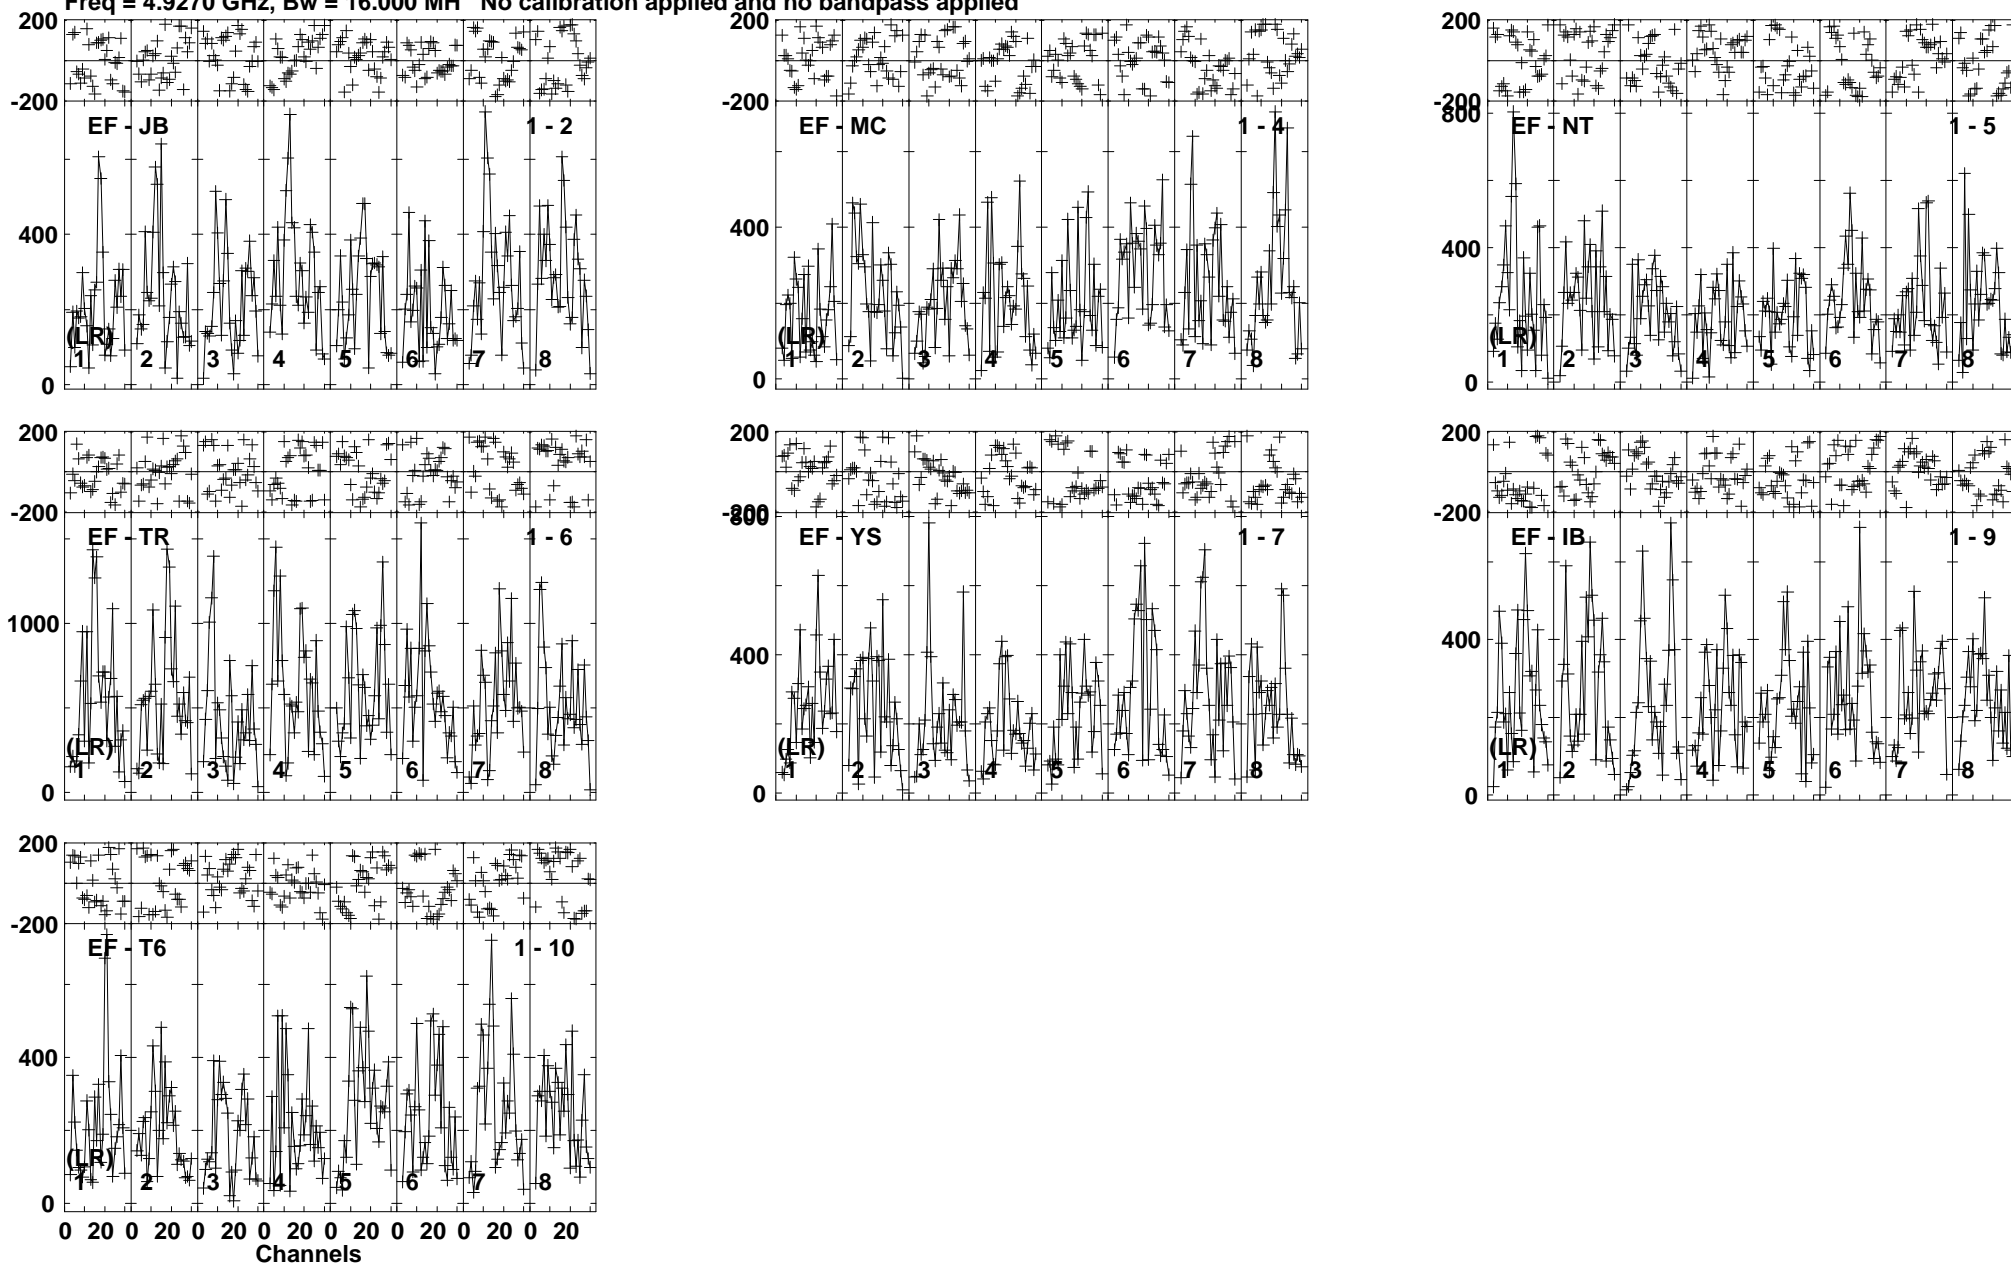 Freq = 4.9270 GHz, Bw = 16.000 MH No calibration applied and no bandpass applied
200 200 200
-200 -200 -200
EF - JB 1 - 2 EF - MC 1 - 4 800 EF - NT 1 - 5
400 400 400
(LR) (LR) (LR)
1 2 3 4 5 6 7 8 1 2 3 4 5 6 7 8 1 2 3 4 5 6 7 8
0 0 0
200 200 200
-200 -200 -200
800
EF - TR 1 - 6 EF - YS 1 - 7 EF - IB 1 - 9
1000 400 400
(LR) (LR) (LR)
1 2 3 4 5 6 7 8 1 2 3 4 5 6 7 8 1 2 3 4 5 6 7 8
0 0 0
200
-200
EF - T6 1 - 10
400
(LR)
1 2 3 4 5 6 7 8
0
0 20 0 20 0 20 0 20 0 20 0 20 0 20 0 20
Channels